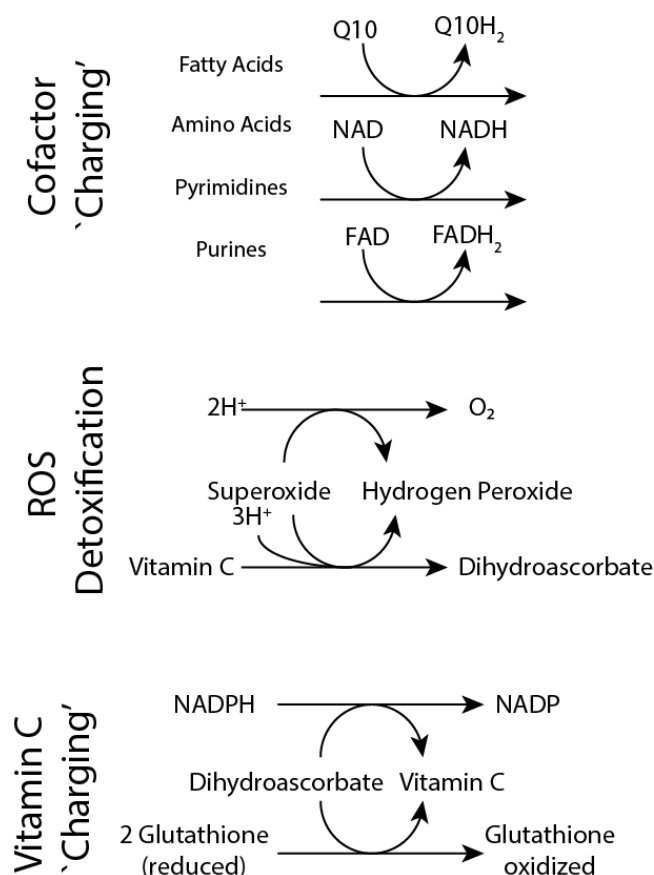 Cofactor
`Charging’
Q10 Q10H₂
Fatty Acids
Amino Acids NAD NADH
Pyrimidines
FAD FADH₂
Purines
ROS
Detoxification
2H⁺ O₂
Superoxide Hydrogen Peroxide
3H⁺
Vitamin C Dihydroascorbate
Vitamin C
`Charging’
NADPH NADP
Dihydroascorbate Vitamin C
2 Glutathione Glutathione
(reduced) oxidized